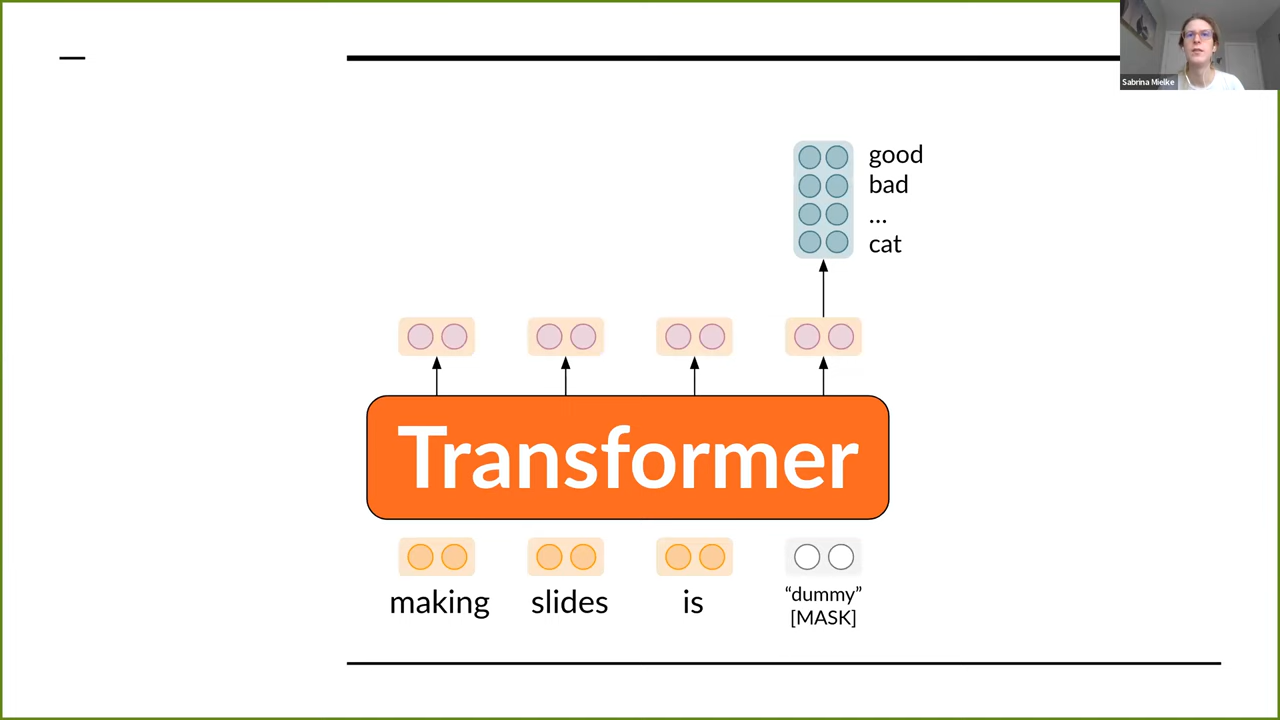 Sabrina Mielke
good
bad
...
cat
Transformer
making slides is “dummy”
[MASK]